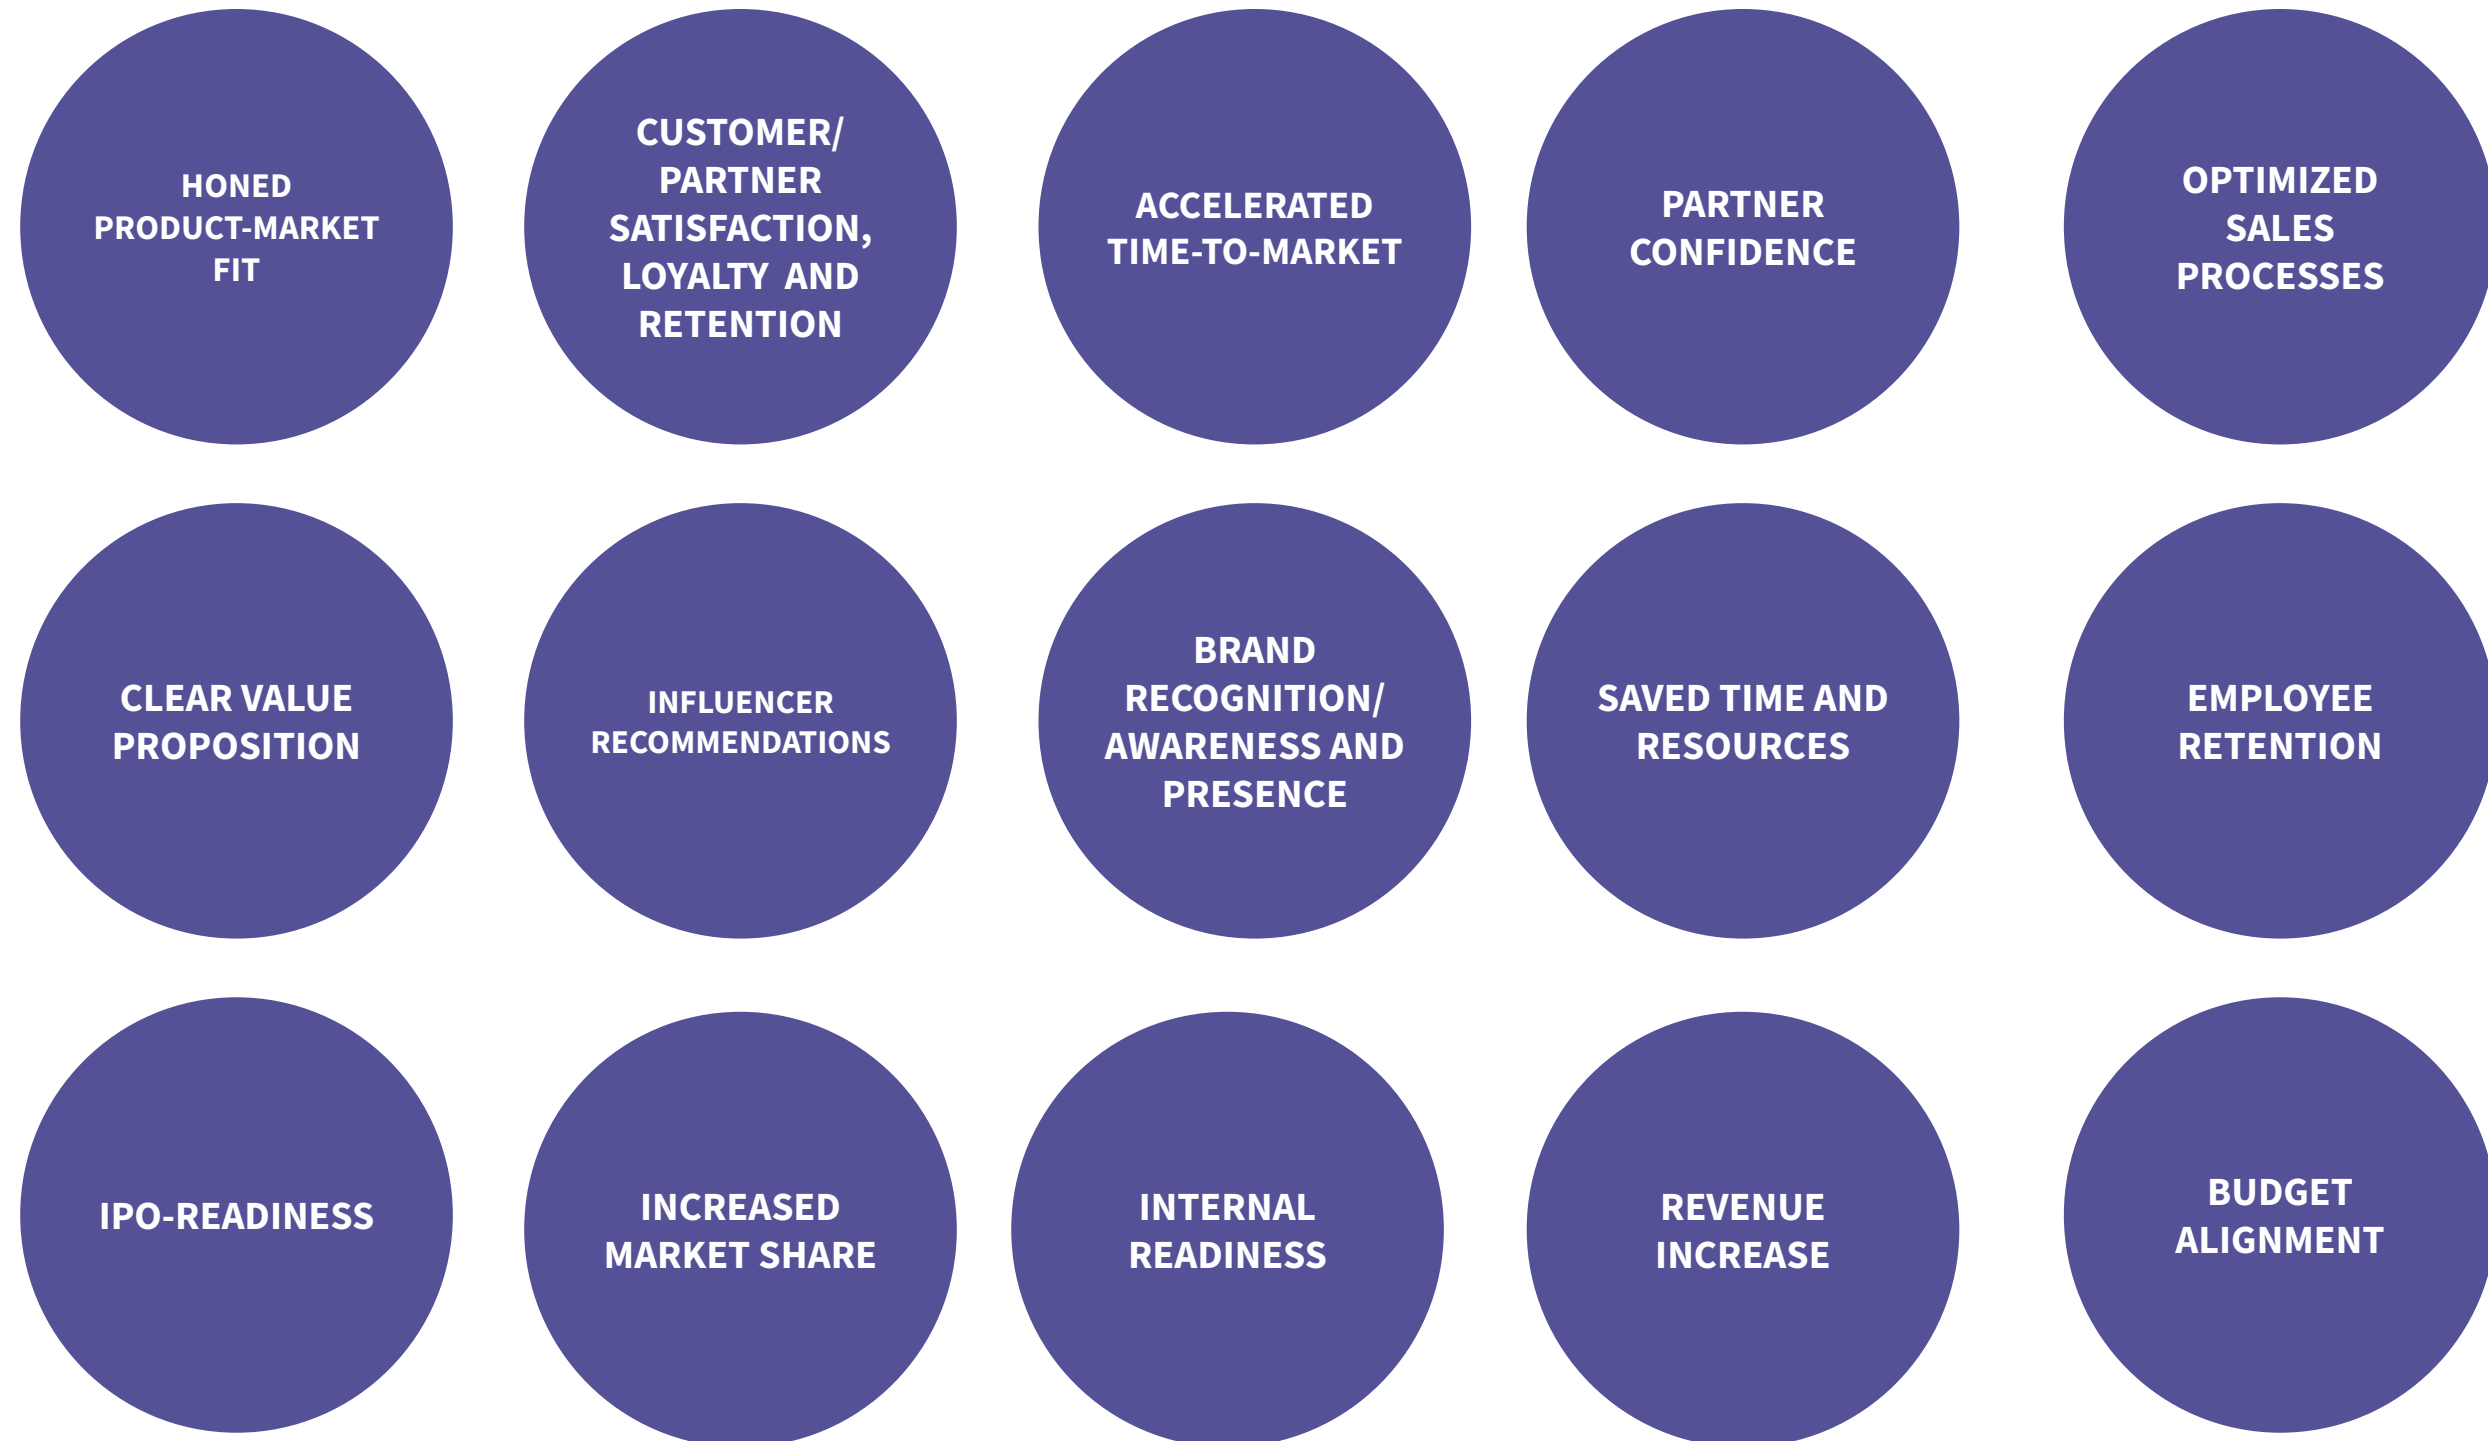 HONED
PRODUCT-MARKET
FIT
CUSTOMER/
PARTNER
SATISFACTION,
LOYALTY AND
RETENTION
ACCELERATED
TIME-TO-MARKET
PARTNER
CONFIDENCE
OPTIMIZED
SALES
PROCESSES
CLEAR VALUE
PROPOSITION
INFLUENCER
RECOMMENDATIONS
BRAND
RECOGNITION/
AWARENESS AND
PRESENCE
SAVED TIME AND
RESOURCES
EMPLOYEE
RETENTION
IPO-READINESS
INCREASED
MARKET SHARE
INTERNAL
READINESS
REVENUE
INCREASE
BUDGET
ALIGNMENT